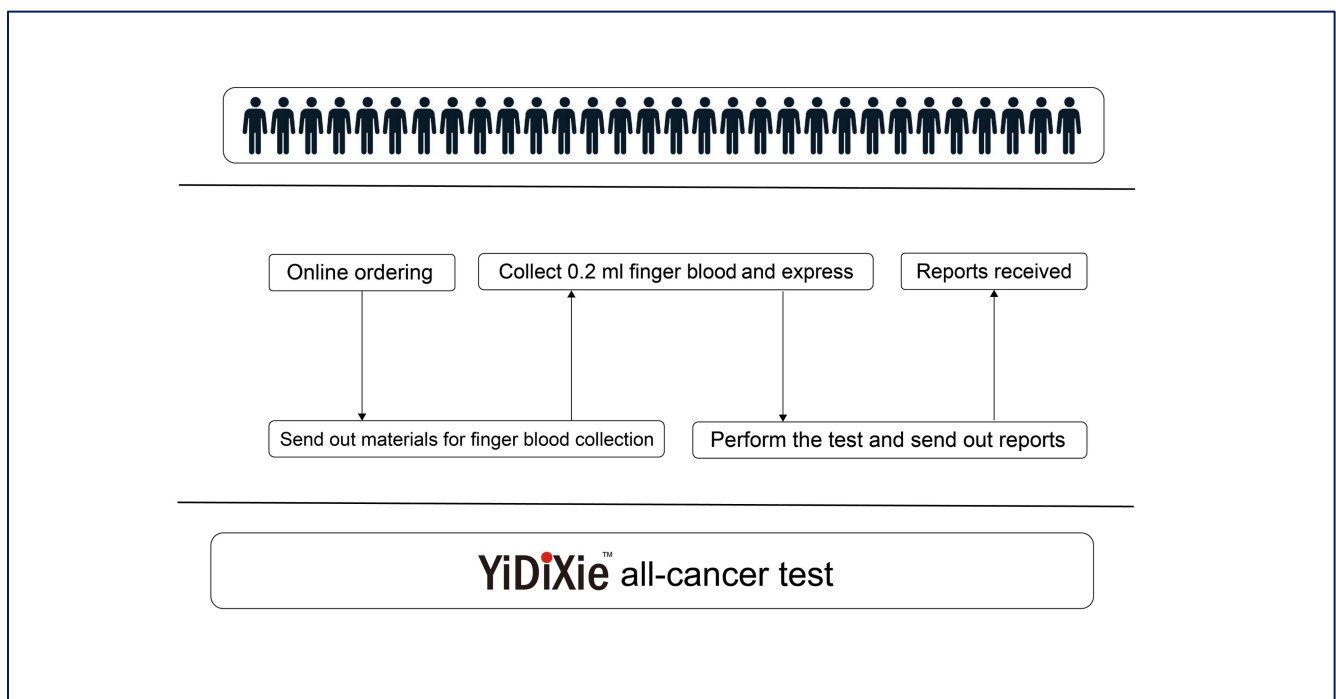 Online ordering
Collect 0.2 ml finger blood and express
Reports received
Send out materials for finger blood collection
Perform the test and send out reports
YiDiXie™ all-cancer test